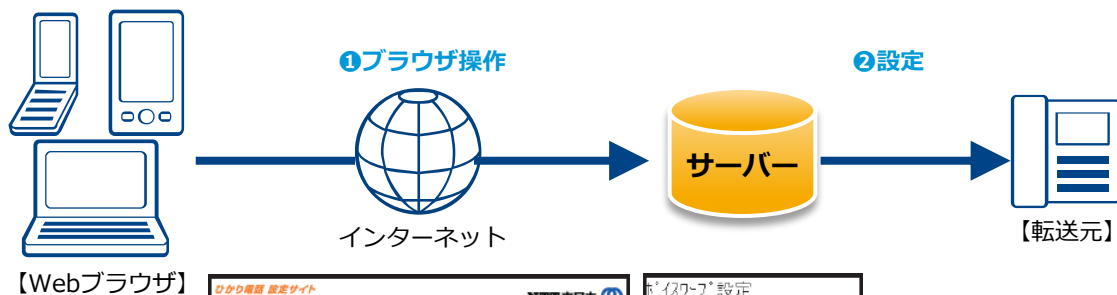 ❶ブラウザ操作
❷設定
サーバー
インターネット
【転送元】
【Webブラウザ】
ひかり電話 設定サイト
ﾎﾞｲｽﾜｰﾌﾟ設定